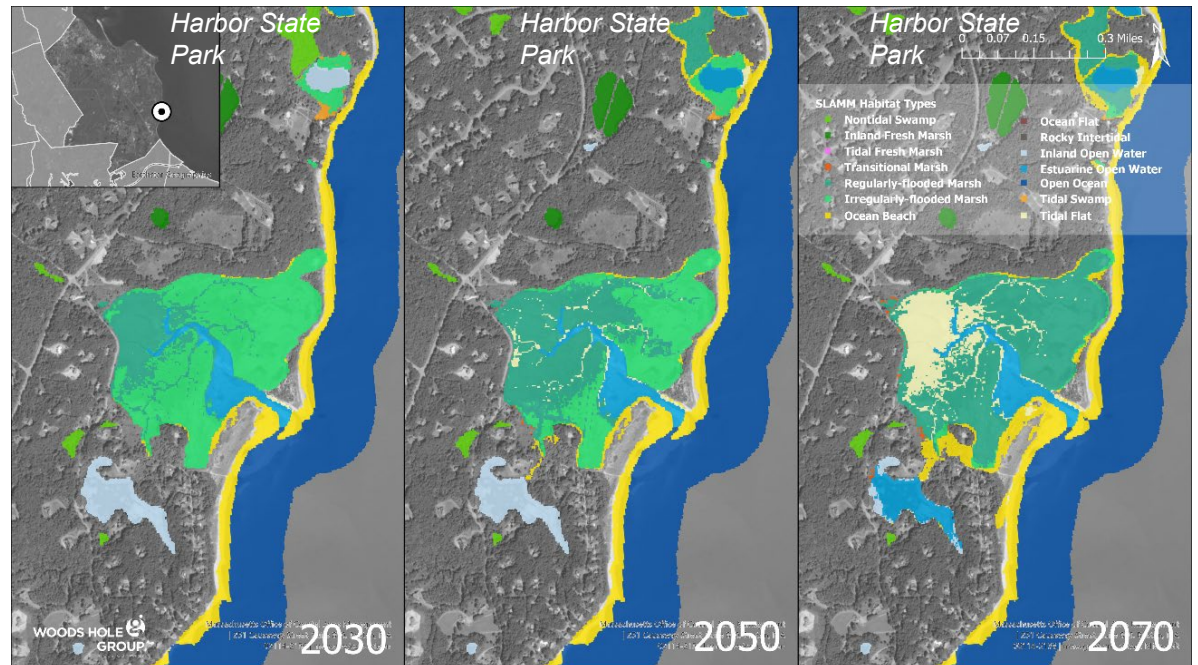 Harbor State
Park
Harbor State
Park
Harbor State
Park
0 0.07 0.15 0.3 Miles
N
SLAMM Habitat Types
Nontidal Swamp
Inland Fresh Marsh
Tidal Fresh Marsh
Transitional Marsh
Regularly-flooded Marsh
Irregularly-flooded Marsh
Ocean Beach
Ocean Flat
Rocky Intertidal
Inland Open Water
Estuarine Open Water
Open Ocean
Tidal Swamp
Tidal Flat
WOODS HOLE
GROUP
2030
2050
2070